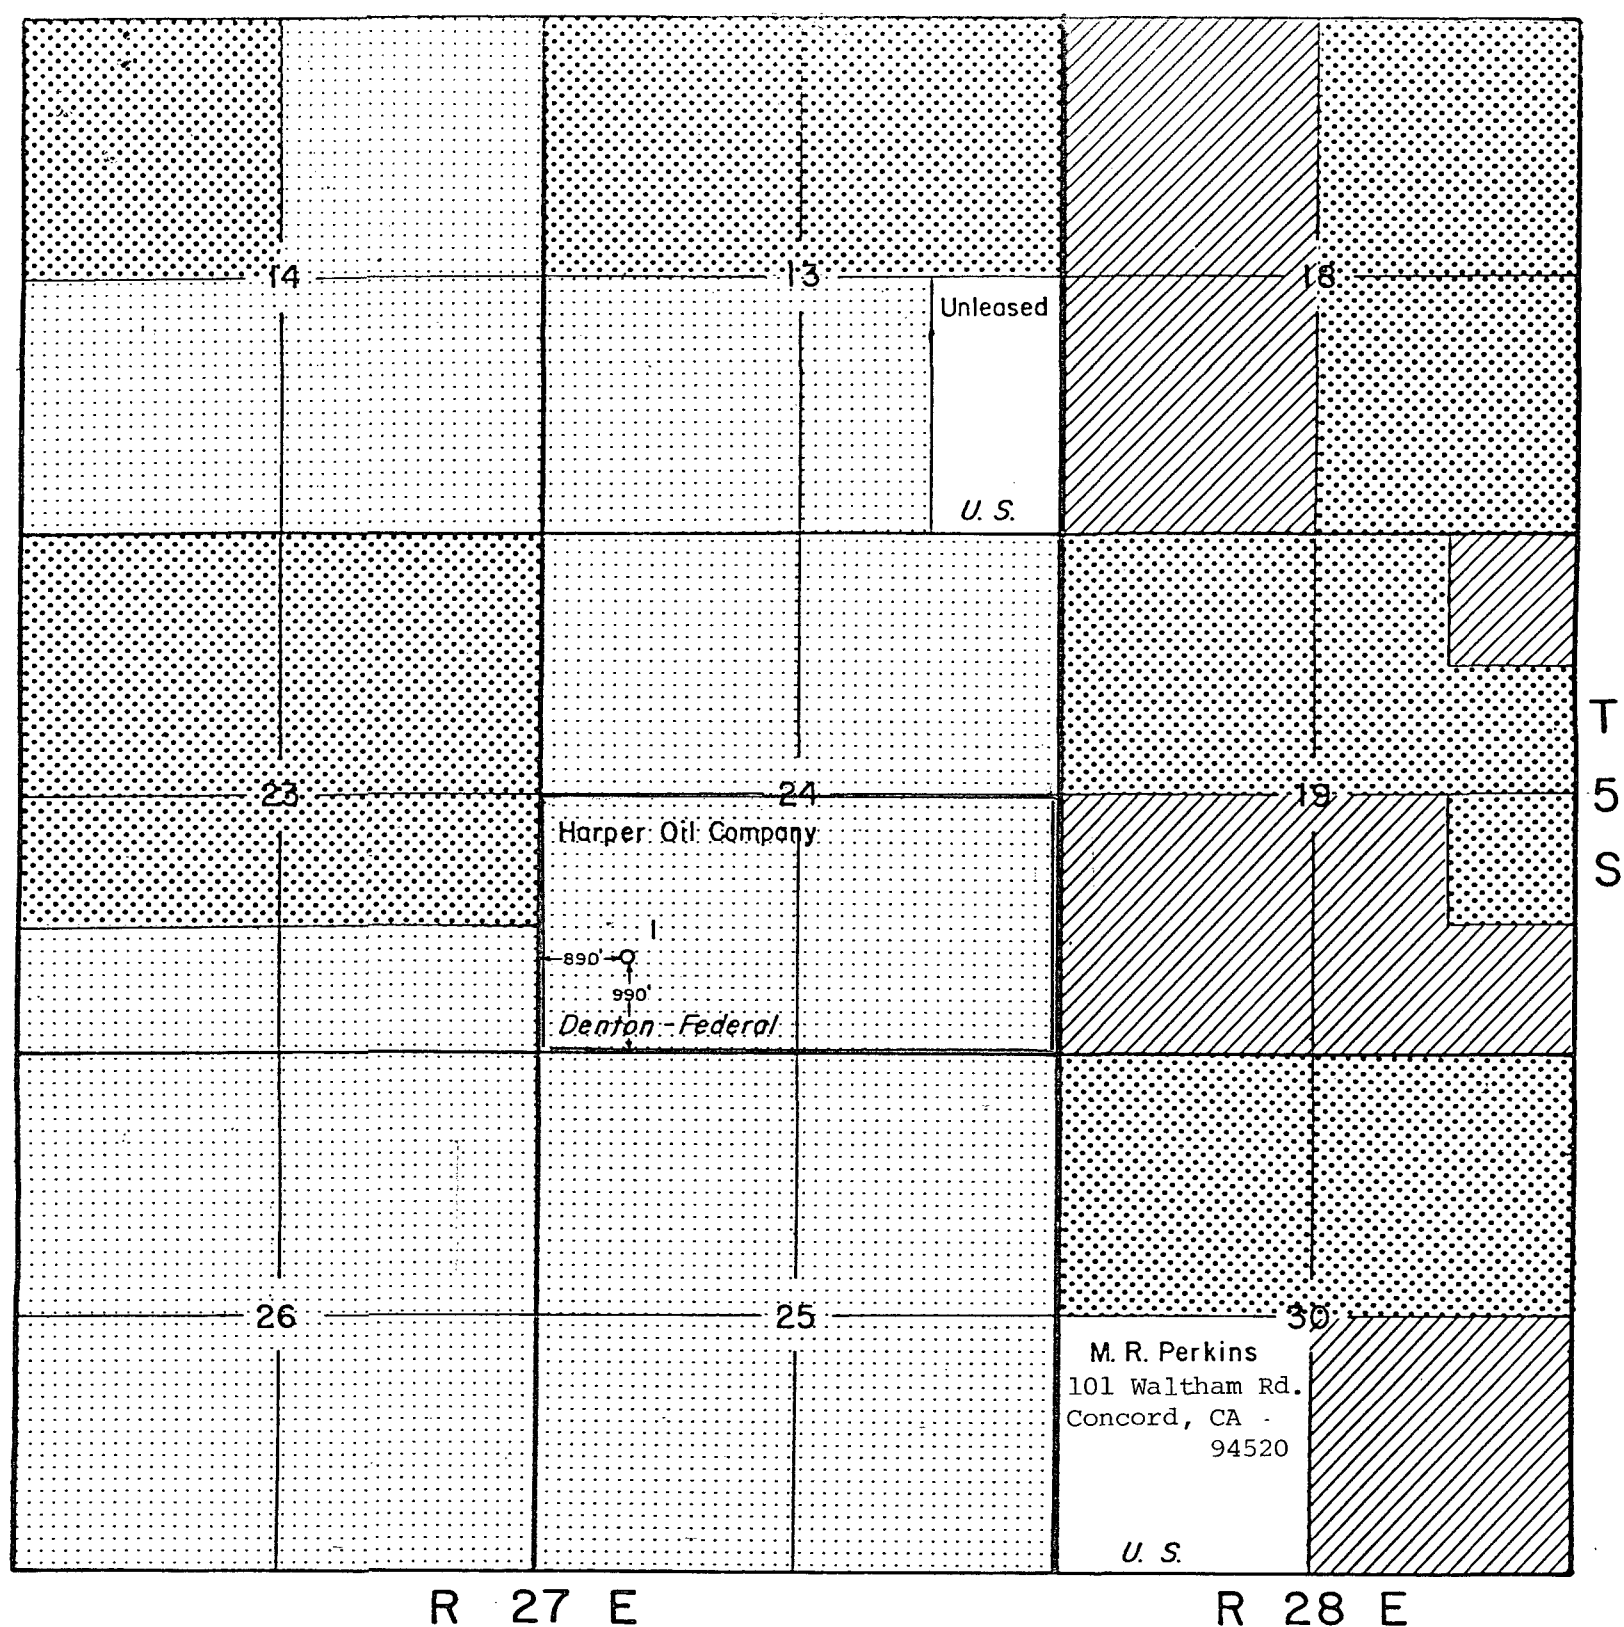 14
13
18
Unleased
U. S.
T
5
S
23
24
19
Harper Oil Company
1
890'
990'
Denton-Federal
26
25
30
M. R. Perkins
101 Waltham Rd.
Concord, CA
94520
U. S.
R 27 E
R 28 E